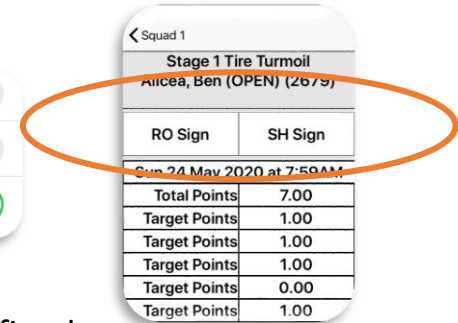 Squad 1
Stage 1 Tire Turmoil
Alicea, Ben (OPEN) (2679)
RO Sign SH Sign
Sun 24 May 2020 at 7:59AM
Total Points 7.00
Target Points 1.00
Target Points 1.00
Target Points 1.00
Target Points 0.00
Target Points 1.00